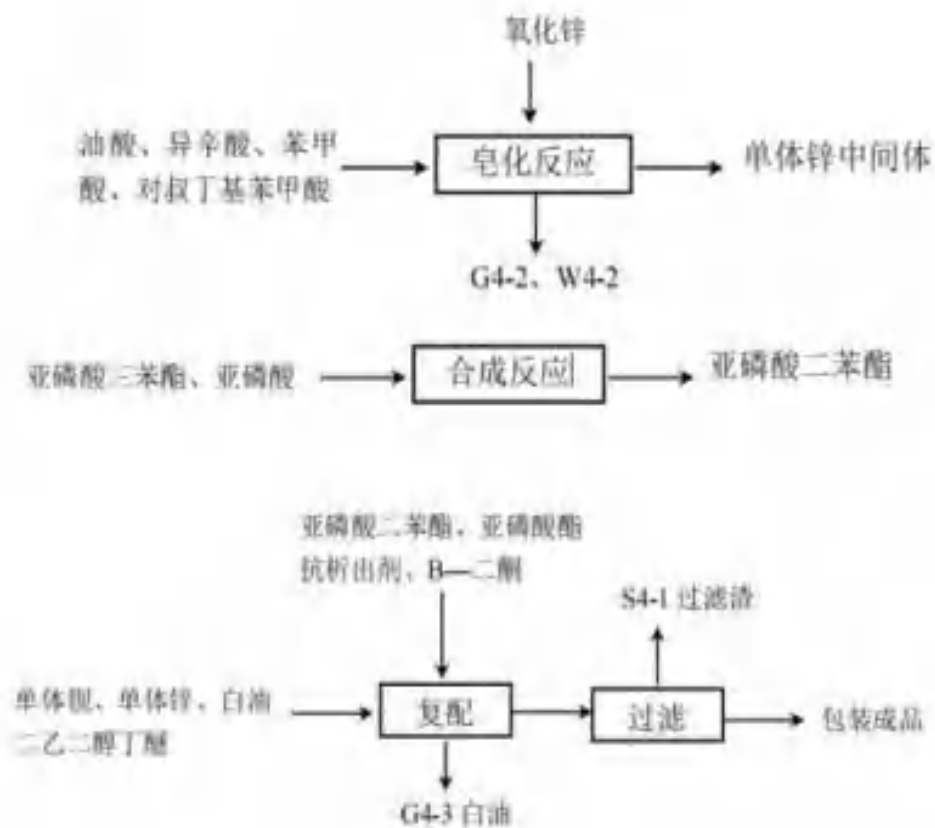 氧化锌
油酸、异辛酸、苯甲
酸、对叔丁基苯甲酸
皂化反应
单体锌中间体
G4-2、W4-2
亚磷酸三苯酯、亚磷酸
合成反应
亚磷酸二苯酯
亚磷酸二苯酯、亚磷酸酯
抗析出剂、B—二酮
S4-1 过滤渣
单体钡、单体锌、白油
二乙二醇丁醚
复配
过滤
包装成品
G4-3 白油